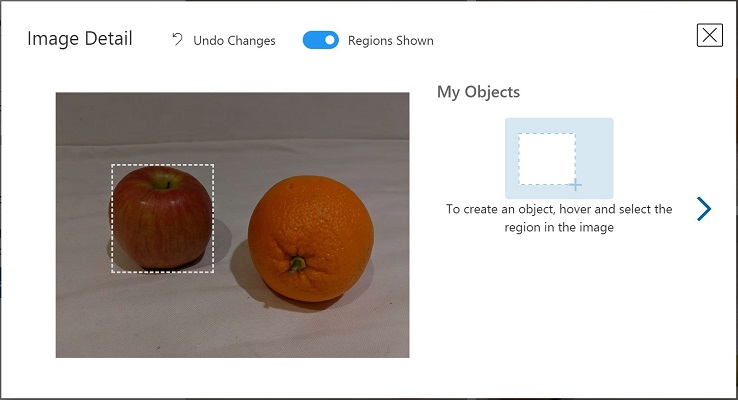 Image Detail
Undo Changes
Regions Shown
My Objects
To create an object, hover and select the
region in the image